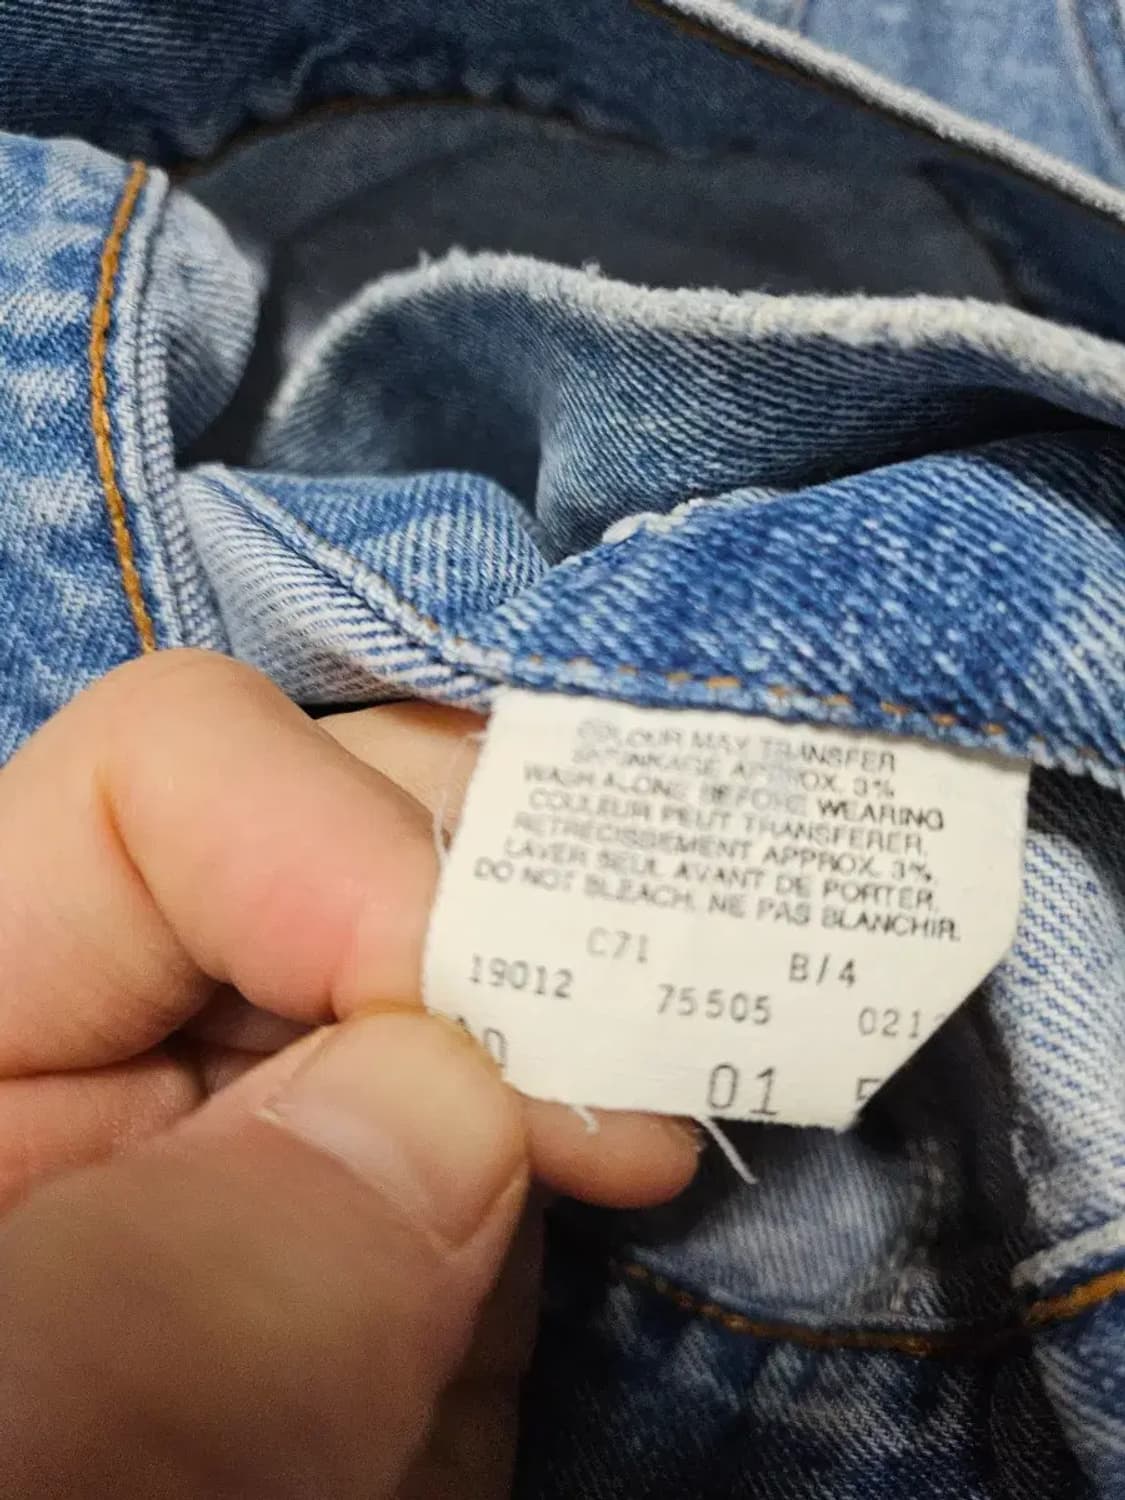 COLOUR MAY TRANSFER
SHRINKAGE APPROX. 3%
WASH ALONE BEFORE WEARING
COULEUR PEUT TRANSFERER.
RETRECISSEMENT APPROX. 3%.
LAVER SEUL AVANT DE PORTER.
DO NOT BLEACH. NE PAS BLANCHIR.
C71 B/4
19012 75505 021
01